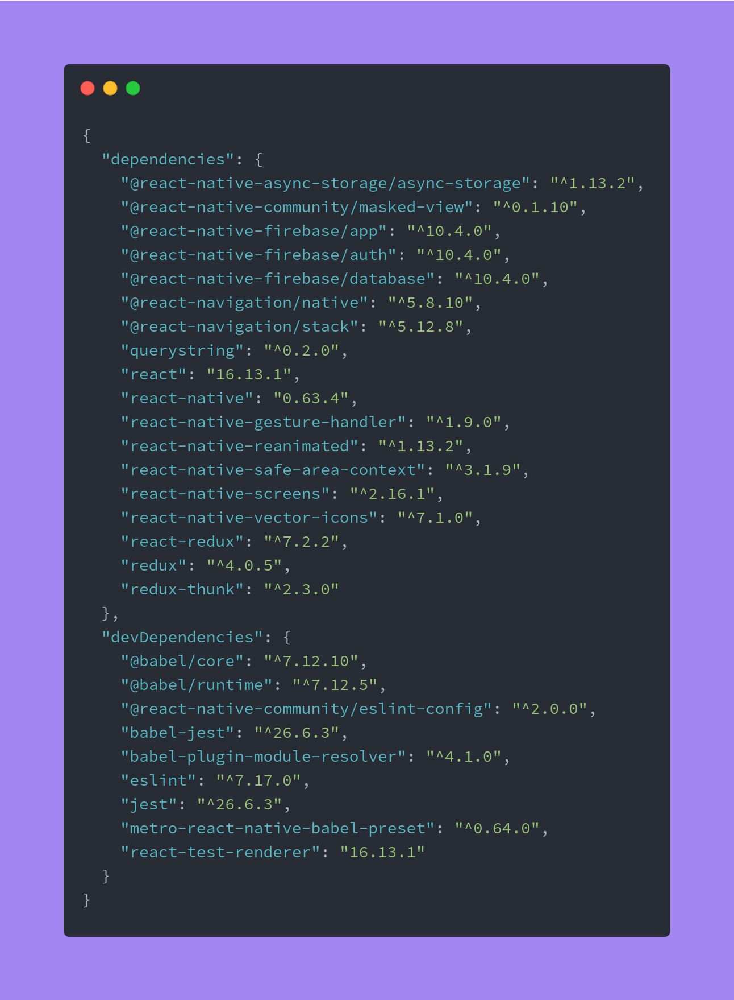 {
  "dependencies": {
    "@react-native-async-storage/async-storage": "^1.13.2",
    "@react-native-community/masked-view": "^0.1.10",
    "@react-native-firebase/app": "^10.4.0",
    "@react-native-firebase/auth": "^10.4.0",
    "@react-native-firebase/database": "^10.4.0",
    "@react-navigation/native": "^5.8.10",
    "@react-navigation/stack": "^5.12.8",
    "querystring": "^0.2.0",
    "react": "16.13.1",
    "react-native": "0.63.4",
    "react-native-gesture-handler": "^1.9.0",
    "react-native-reanimated": "^1.13.2",
    "react-native-safe-area-context": "^3.1.9",
    "react-native-screens": "^2.16.1",
    "react-native-vector-icons": "^7.1.0",
    "react-redux": "^7.2.2",
    "redux": "^4.0.5",
    "redux-thunk": "^2.3.0"
  },
  "devDependencies": {
    "@babel/core": "^7.12.10",
    "@babel/runtime": "^7.12.5",
    "@react-native-community/eslint-config": "^2.0.0",
    "babel-jest": "^26.6.3",
    "babel-plugin-module-resolver": "^4.1.0",
    "eslint": "^7.17.0",
    "jest": "^26.6.3",
    "metro-react-native-babel-preset": "^0.64.0",
    "react-test-renderer": "16.13.1"
  }
}